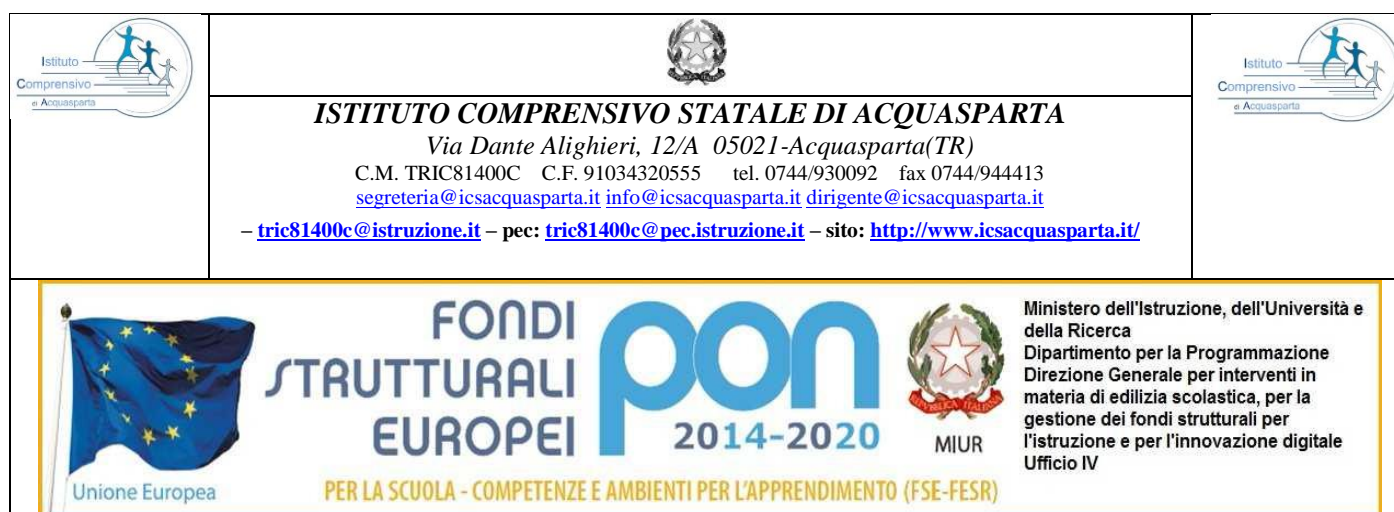 Istituto
Comprensivo
di Acquasparta
ISTITUTO COMPRENSIVO STATALE DI ACQUASPARTA
Via Dante Alighieri, 12/A 05021-Acquasparta(TR)
C.M. TRIC81400C C.F. 91034320555 tel. 0744/930092 fax 0744/944413
segreteria@icsacquasparta.it info@icsacquasparta.it dirigente@icsacquasparta.it
– tric81400c@istruzione.it – pec: tric81400c@pec.istruzione.it – sito: http://www.icsacquasparta.it/
Istituto
Comprensivo
di Acquasparta
Unione Europea
FONDI
STRUTTURALI
EUROPEI
pon
2014-2020
MIUR
Ministero dell'Istruzione, dell'Università e
della Ricerca
Dipartimento per la Programmazione
Direzione Generale per interventi in
materia di edilizia scolastica, per la
gestione dei fondi strutturali per
l'istruzione e per l'innovazione digitale
Ufficio IV
PER LA SCUOLA - COMPETENZE E AMBIENTI PER L'APPRENDIMENTO (FSE-FESR)